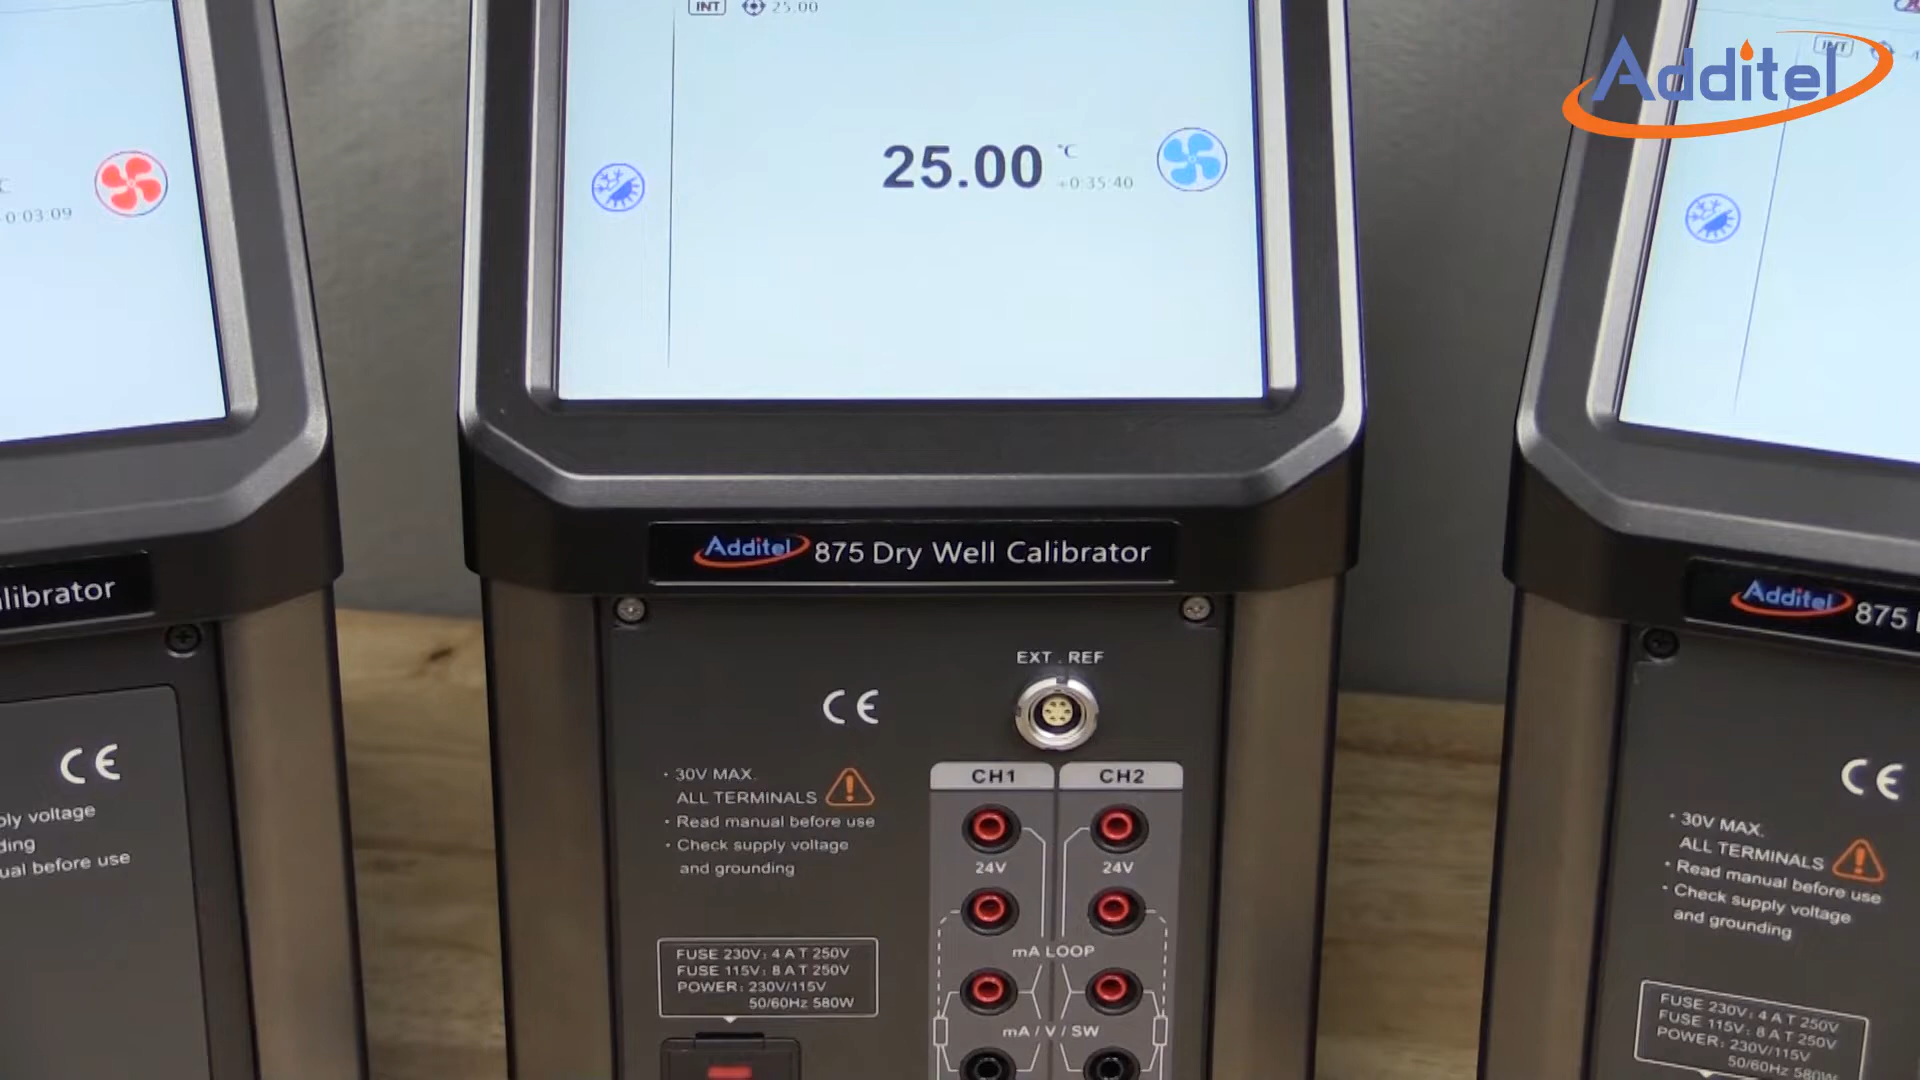 INT 25.00
Additel
25.00 °C
+0:35:40
0:03:09
Additel 875 Dry Well Calibrator
librator
Additel 875
EXT . REF
CE
CH1 CH2
· 30V MAX.
ALL TERMINALS
· Read manual before use
· Check supply voltage
and grounding
24V 24V
mA LOOP
mA / V / SW
FUSE 230V: 4 A T 250V
FUSE 115V: 8 A T 250V
POWER: 230V/115V
50/60Hz 580W
CE
ply voltage
ding
ual before use
CE
· 30V MAX.
ALL TERMINALS
· Read manual before use
· Check supply voltage
and grounding
FUSE 230V: 4 A T 250V
FUSE 115V: 8 A T 250V
POWER: 230V/115V
50/60Hz 580W